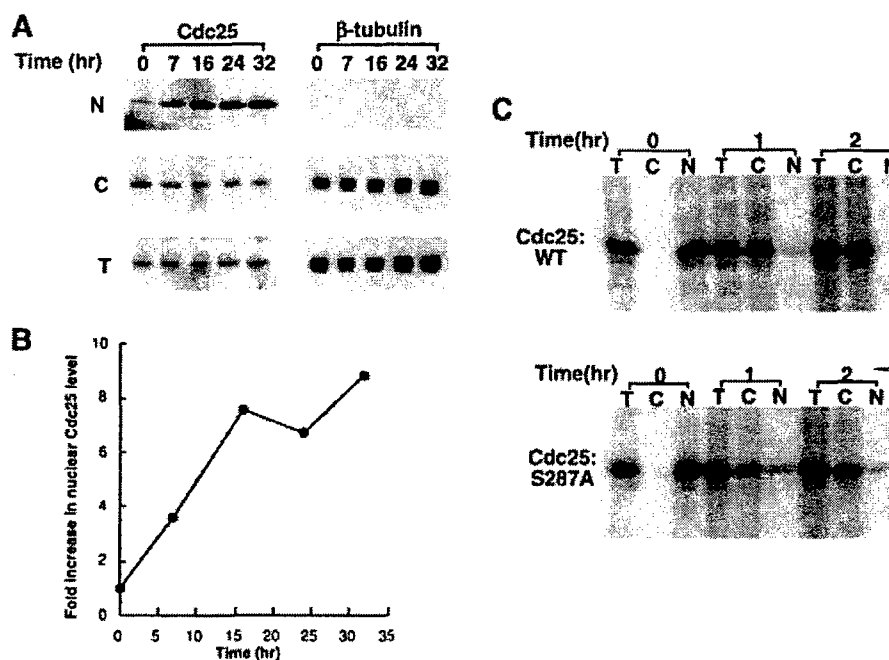 A
Cdc25 β-tubulin
Time (hr) 0 7 16 24 32 0 7 16 24 32
N
C
T
B
Fold increase in nuclear Cdc25 level
10
8
6
4
2
0
0 5 10 15 20 25 30 35
Time (hr)
C
Time(hr) 0 1 2
T C N T C N T C N
Cdc25:
WT
Time(hr) 0 1 2
T C N T C N T C N
Cdc25:
S287A